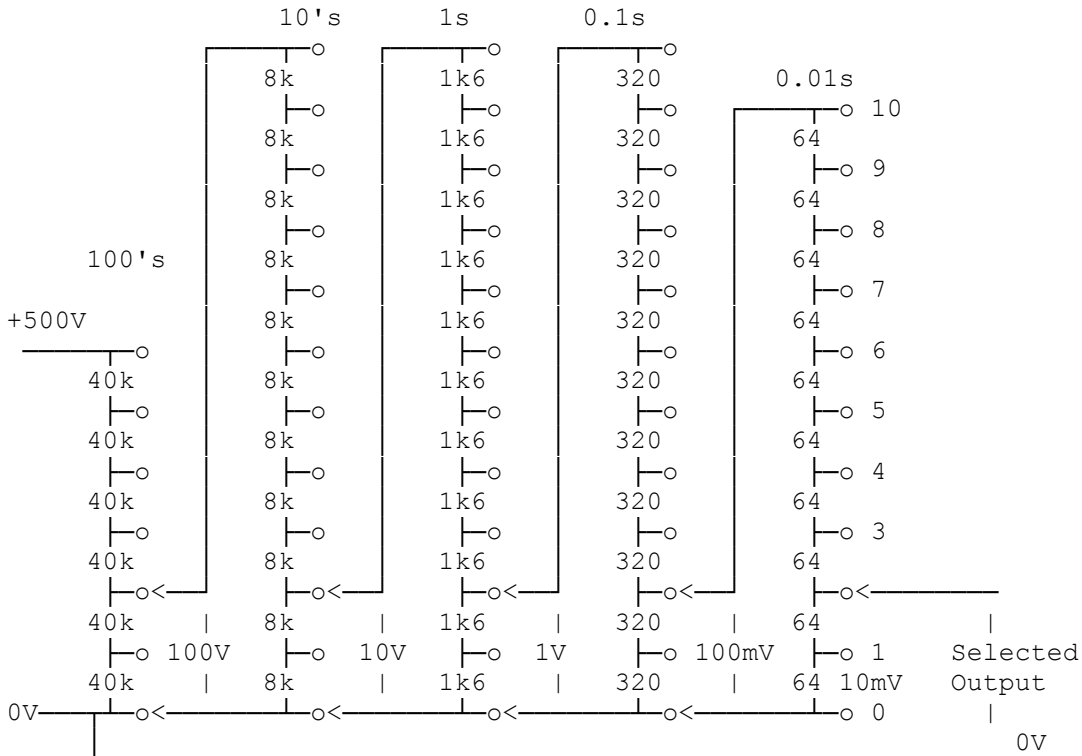 10's 1s 0.1s
8k 1k6 320 0.01s
10
8k 1k6 320 64
9
8k 1k6 320 64
8
100's 8k 1k6 320 64
7
+500V 8k 1k6 320 64
6
40k 8k 1k6 320 64
5
40k 8k 1k6 320 64
4
40k 8k 1k6 320 64
3
40k 8k 1k6 320 64
40k 8k 1k6 320 64
100V 10V 1V 100mV 1 Selected
40k 8k 1k6 320 64 10mV Output
0V 0
0V